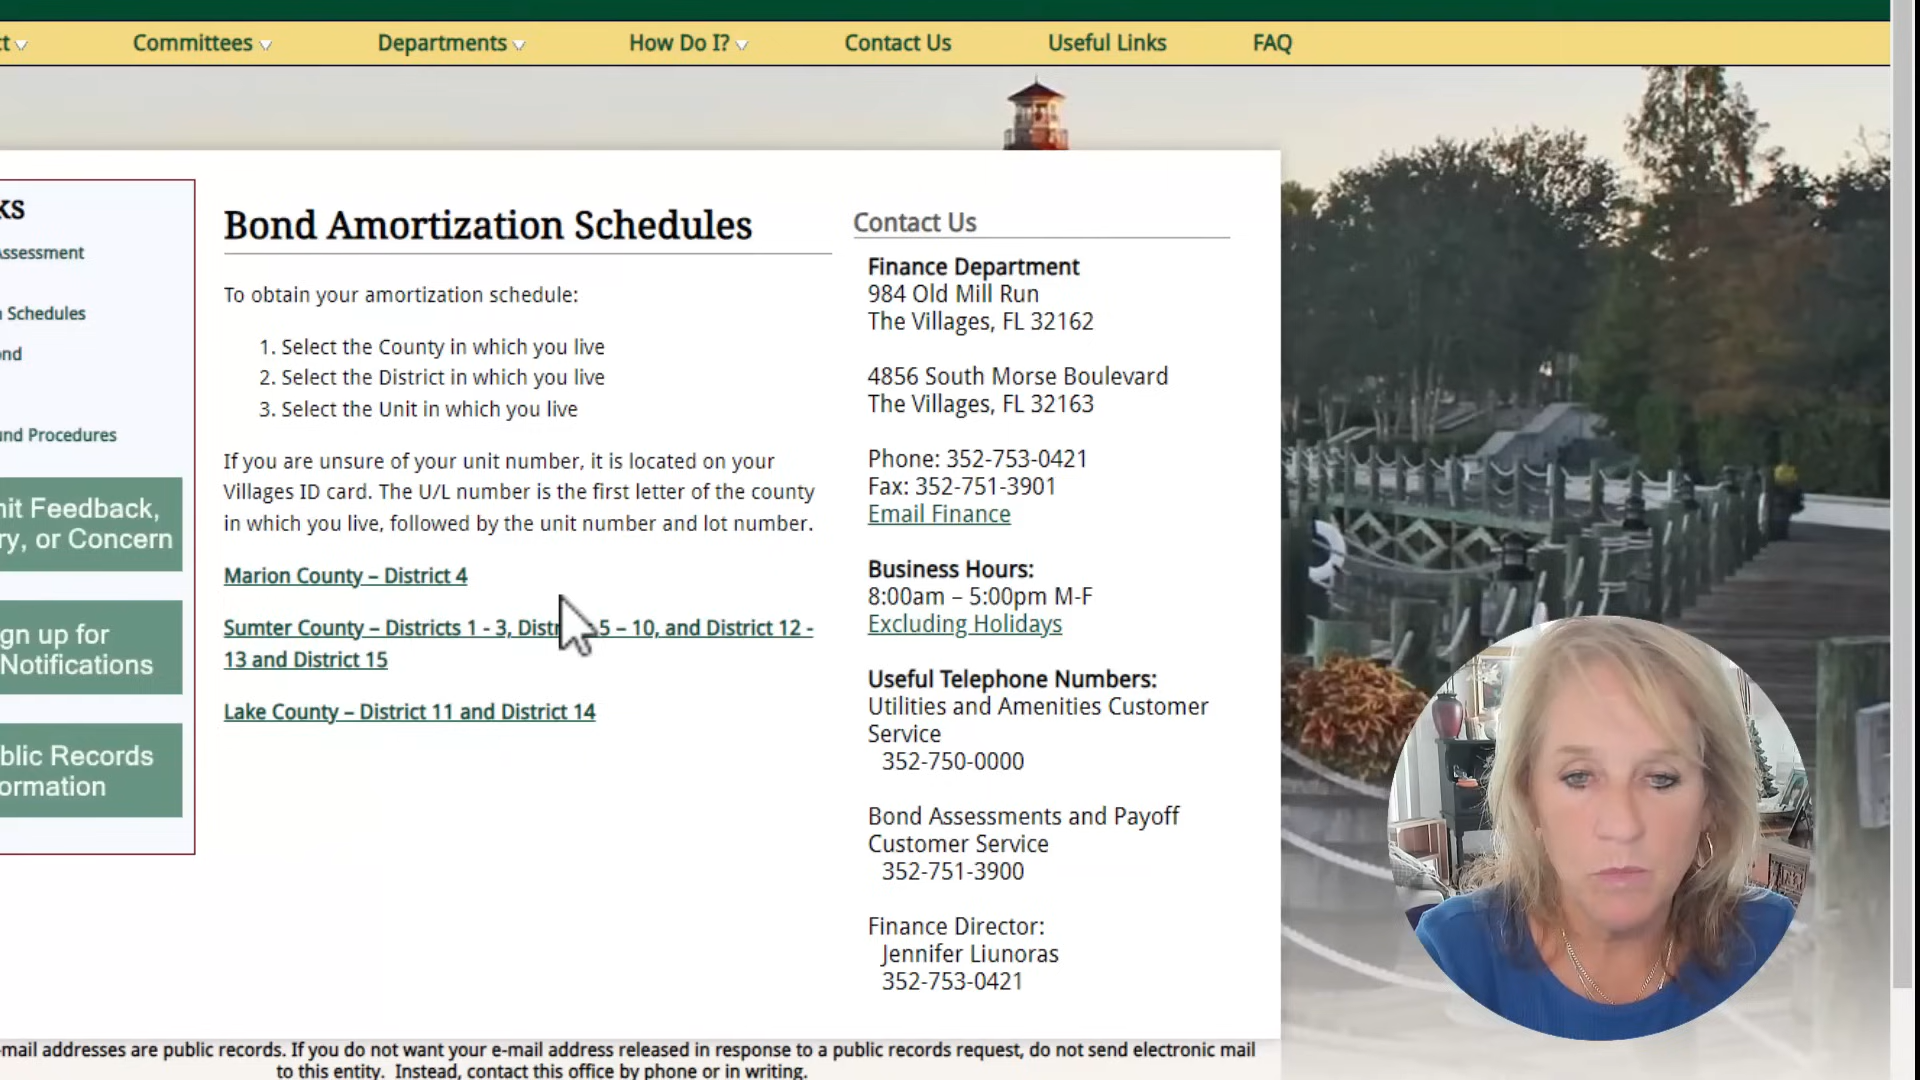 Committees
Departments
How Do I?
Contact Us
Useful Links
FAQ
Schedules
und Procedures
Bond Amortization Schedules
To obtain your amortization schedule:
1. Select the County in which you live
2. Select the District in which you live
3. Select the Unit in which you live
If you are unsure of your unit number, it is located on your
Villages ID card. The U/L number is the first letter of the county
in which you live, followed by the unit number and lot number.
Marion County – District 4
Sumter County – Districts 1 - 3, Distr 5 – 10, and District 12 -
13 and District 15
Lake County – District 11 and District 14
Contact Us
Finance Department
984 Old Mill Run
The Villages, FL 32162
4856 South Morse Boulevard
The Villages, FL 32163
Phone: 352-753-0421
Fax: 352-751-3901
Email Finance
Business Hours:
8:00am – 5:00pm M-F
Excluding Holidays
Useful Telephone Numbers:
Utilities and Amenities Customer
Service
352-750-0000
Bond Assessments and Payoff
Customer Service
352-751-3900
Finance Director:
Jennifer Liunoras
352-753-0421
ssessment
ond
nit Feedback,
ry, or Concern
gn up for
Notifications
blic Records
formation
-mail addresses are public records. If you do not want your e-mail address released in response to a public records request, do not send electronic mail
to this entity. Instead, contact this office by phone or in writing.